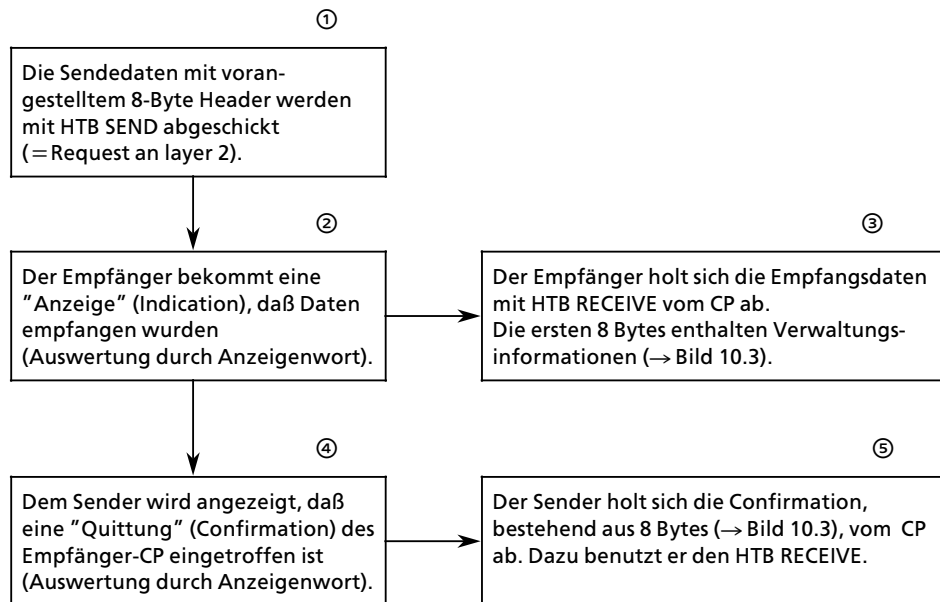 ①
Die Sendedaten mit voran-
gestelltem 8-Byte Header werden
mit HTB SEND abgeschickt
(=Request an layer 2).
②
Der Empfänger bekommt eine
"Anzeige" (Indication), daß Daten
empfangen wurden
(Auswertung durch Anzeigenwort).
③
Der Empfänger holt sich die Empfangsdaten
mit HTB RECEIVE vom CP ab.
Die ersten 8 Bytes enthalten Verwaltungs-
informationen (→ Bild 10.3).
④
Dem Sender wird angezeigt, daß
eine "Quittung" (Confirmation) des
Empfänger-CP eingetroffen ist
(Auswertung durch Anzeigenwort).
⑤
Der Sender holt sich die Confirmation,
bestehend aus 8 Bytes (→ Bild 10.3), vom CP
ab. Dazu benutzt er den HTB RECEIVE.